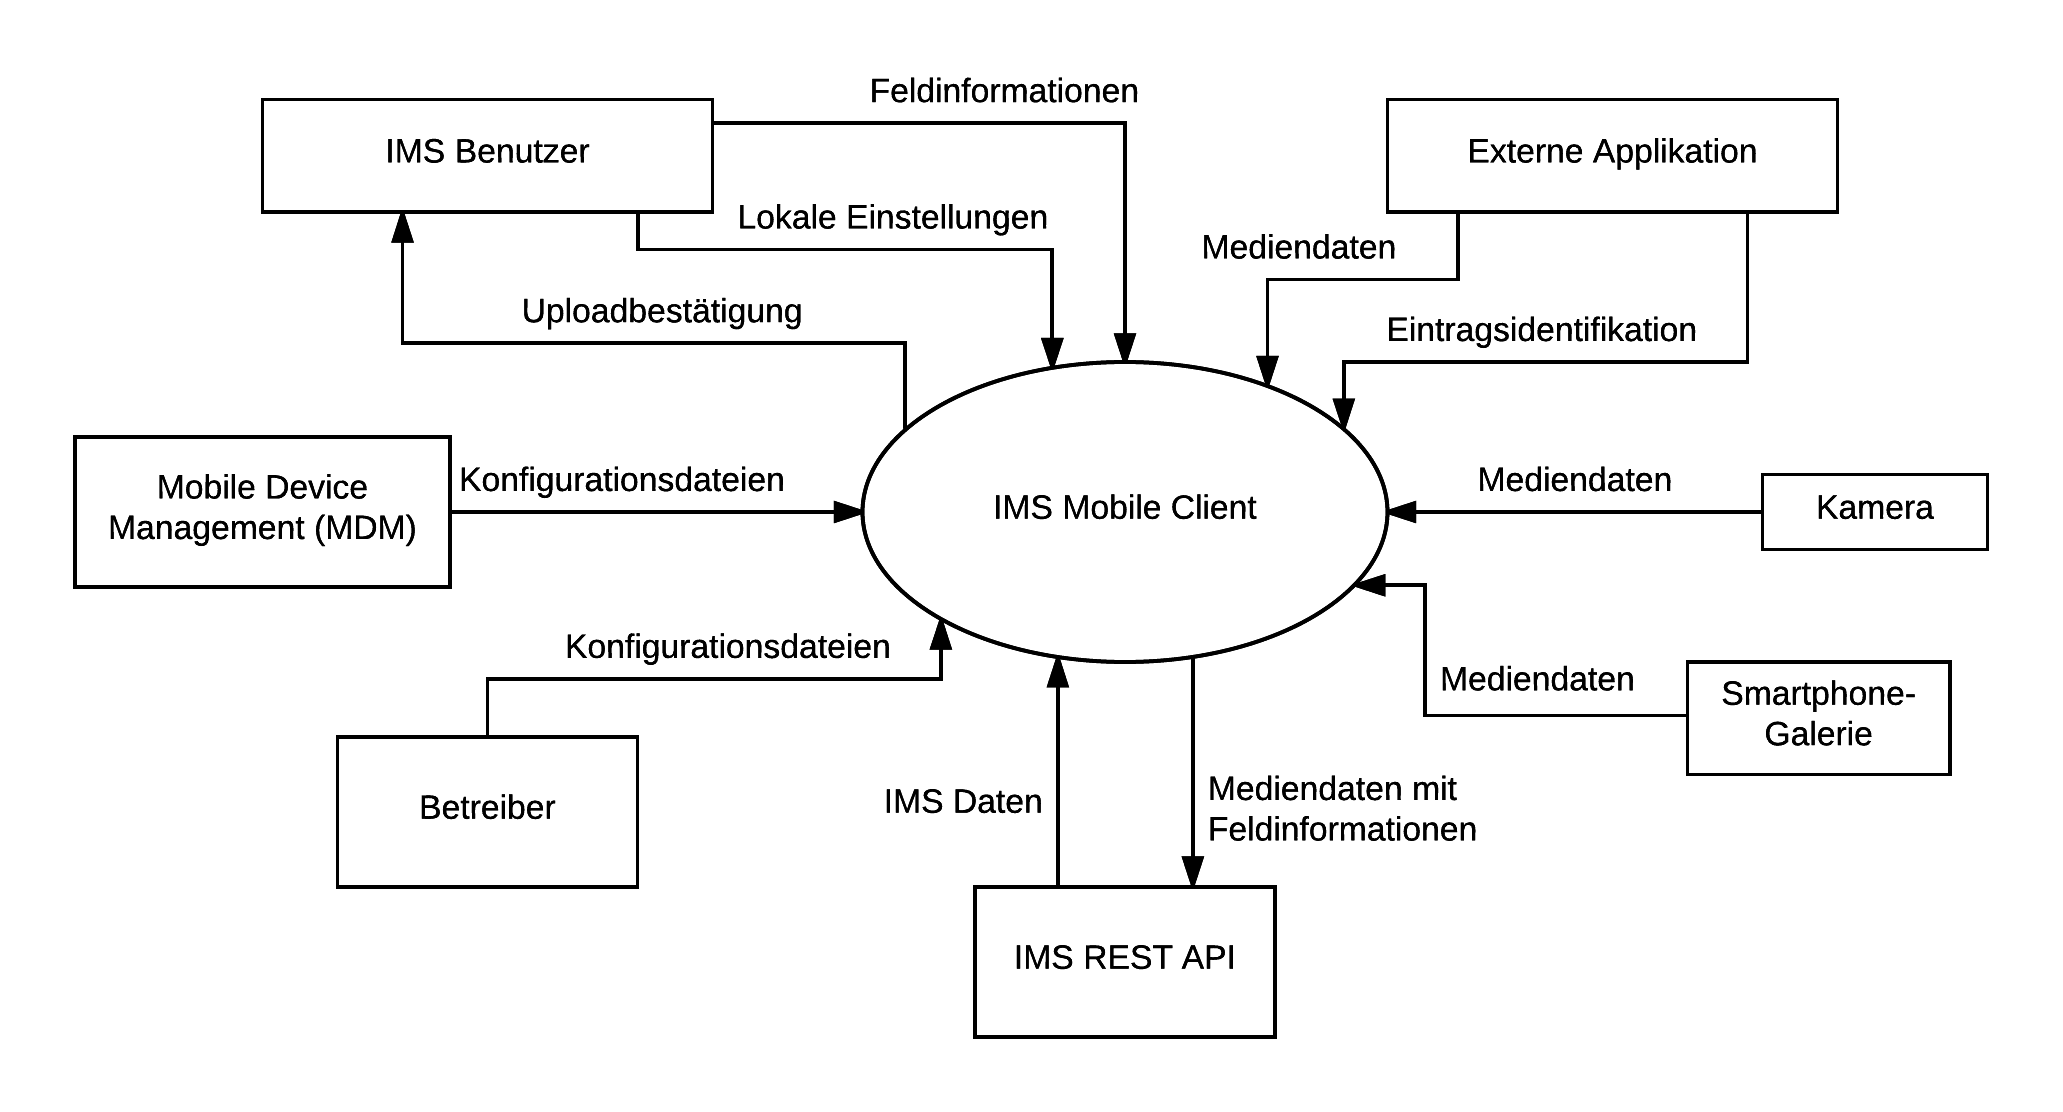 Feldinformationen
IMS Benutzer
Externe Applikation
Lokale Einstellungen
Mediendaten
Uploadbestätigung
Eintragsidentifikation
Mobile Device
Management (MDM)
Konfigurationsdateien
IMS Mobile Client
Mediendaten
Kamera
Konfigurationsdateien
Mediendaten
Smartphone-
Galerie
Betreiber
IMS Daten
Mediendaten mit
Feldinformationen
IMS REST API